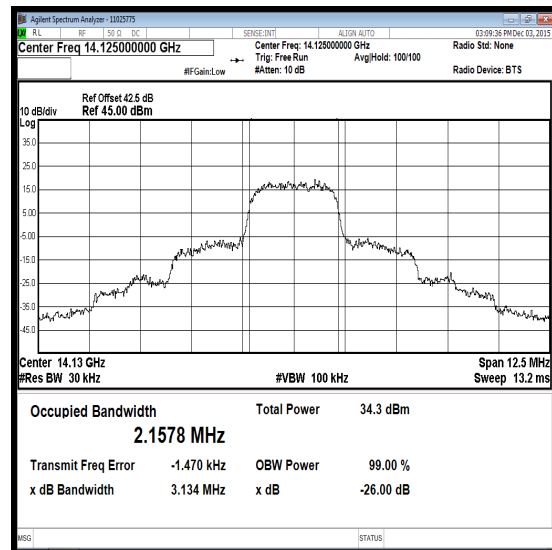 Agilent Spectrum Analyzer - 11025775
RL RF 50 Ω DC SENSE:INT ALIGN AUTO 03:09:36 PM Dec 03, 2015
Center Freq 14.125000000 GHz
Center Freq: 14.125000000 GHz
Radio Std: None
Trig: Free Run Avg|Hold: 100/100
#IFGain:Low #Atten: 10 dB Radio Device: BTS
Ref Offset 42.5 dB
10 dB/div Ref 45.00 dBm
Log
35.0
25.0
15.0
5.00
-5.00
-15.0
-25.0
-35.0
-45.0
Center 14.13 GHz Span 12.5 MHz
#Res BW 30 kHz #VBW 100 kHz Sweep 13.2 ms
Occupied Bandwidth Total Power 34.3 dBm
2.1578 MHz
Transmit Freq Error -1.470 kHz OBW Power 99.00 %
x dB Bandwidth 3.134 MHz x dB -26.00 dB
MSG STATUS